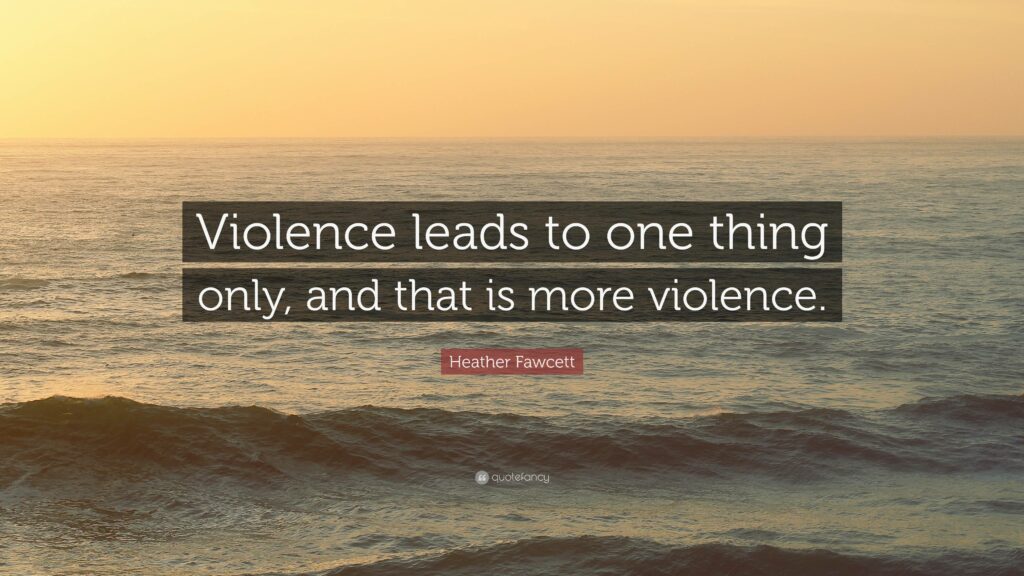 Violence leads to one thing
only, and that is more violence.
Heather Fawcett
quotefancy